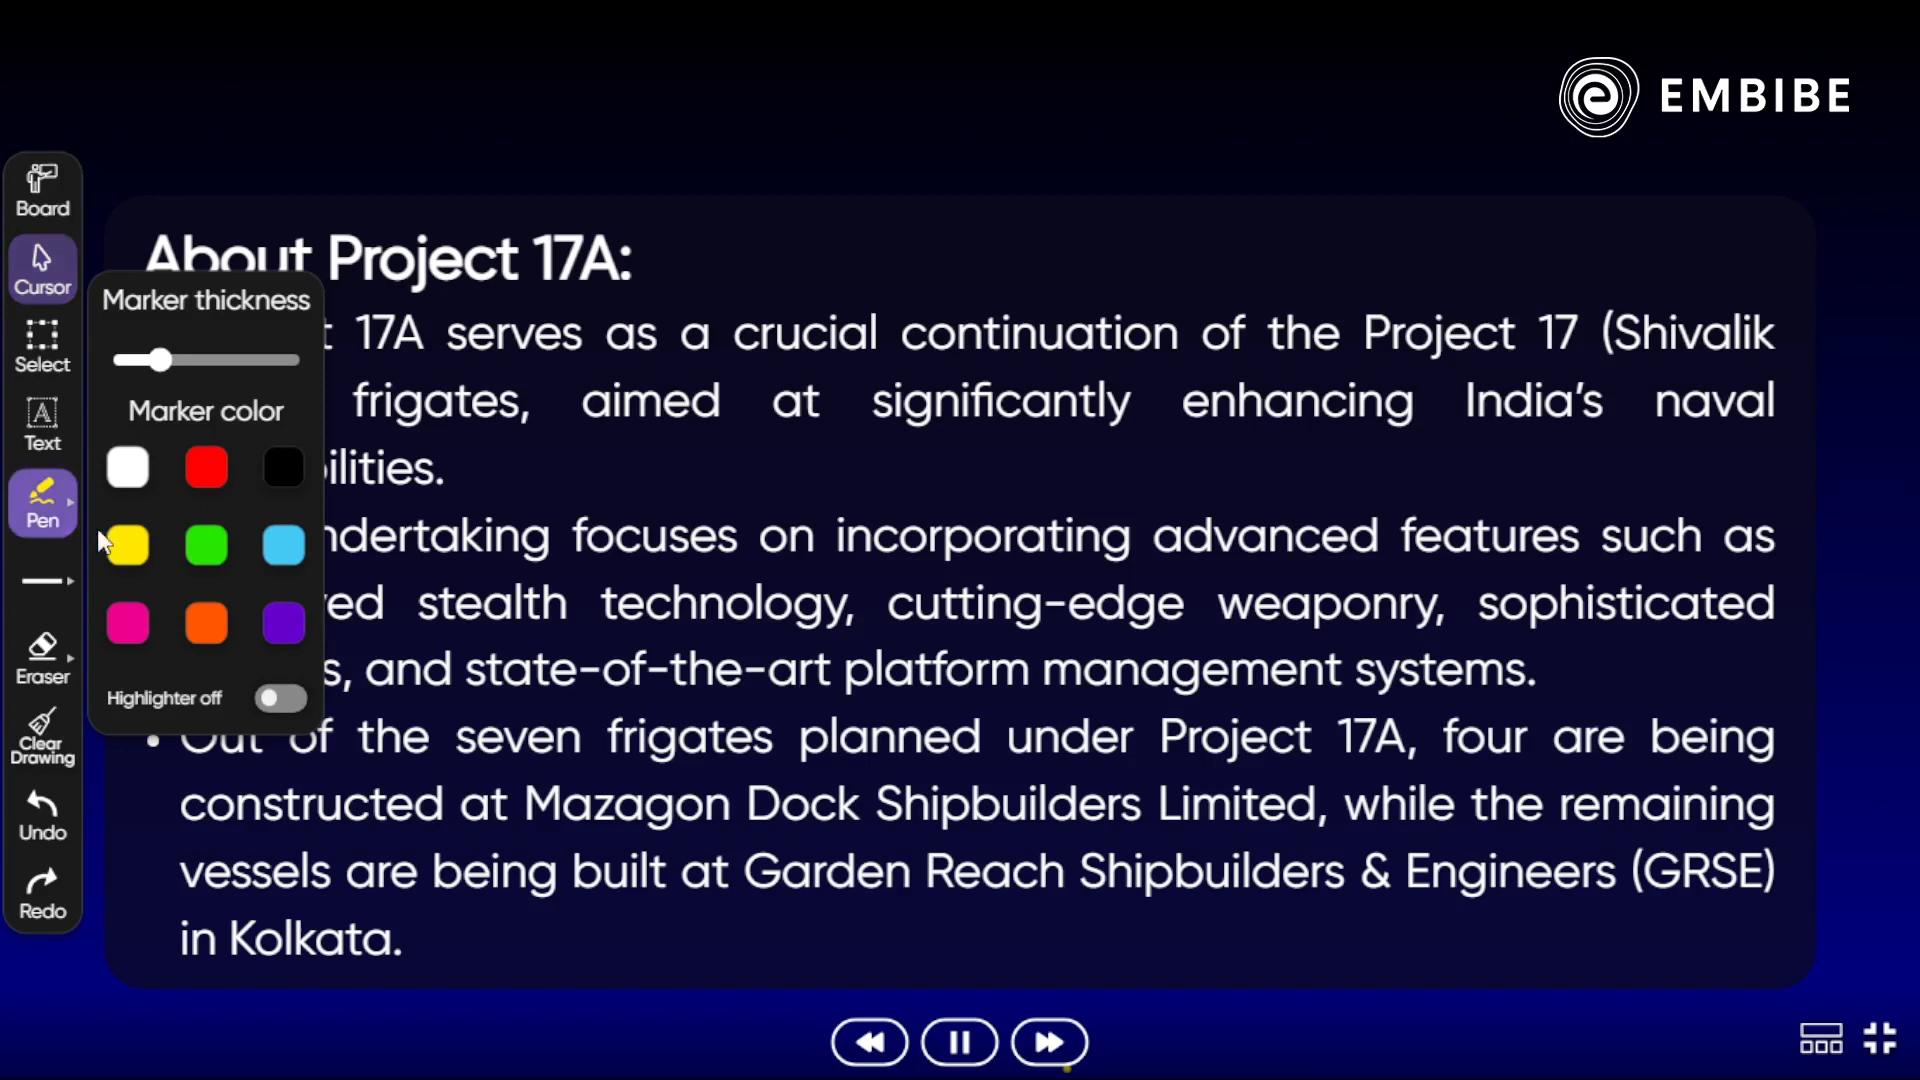 EMBIBE
Board
Cursor
Select
Text
Pen
Eraser
Clear
Drawing
Undo
Redo
Marker thickness
Marker color
Highlighter off
About Project 17A:
17A serves as a crucial continuation of the Project 17 (Shivalik
frigates, aimed at significantly enhancing India's naval
ilities.
ndertaking focuses on incorporating advanced features such as
ed stealth technology, cutting-edge weaponry, sophisticated
s, and state-of-the-art platform management systems.
• Out of the seven frigates planned under Project 17A, four are being
constructed at Mazagon Dock Shipbuilders Limited, while the remaining
vessels are being built at Garden Reach Shipbuilders & Engineers (GRSE)
in Kolkata.